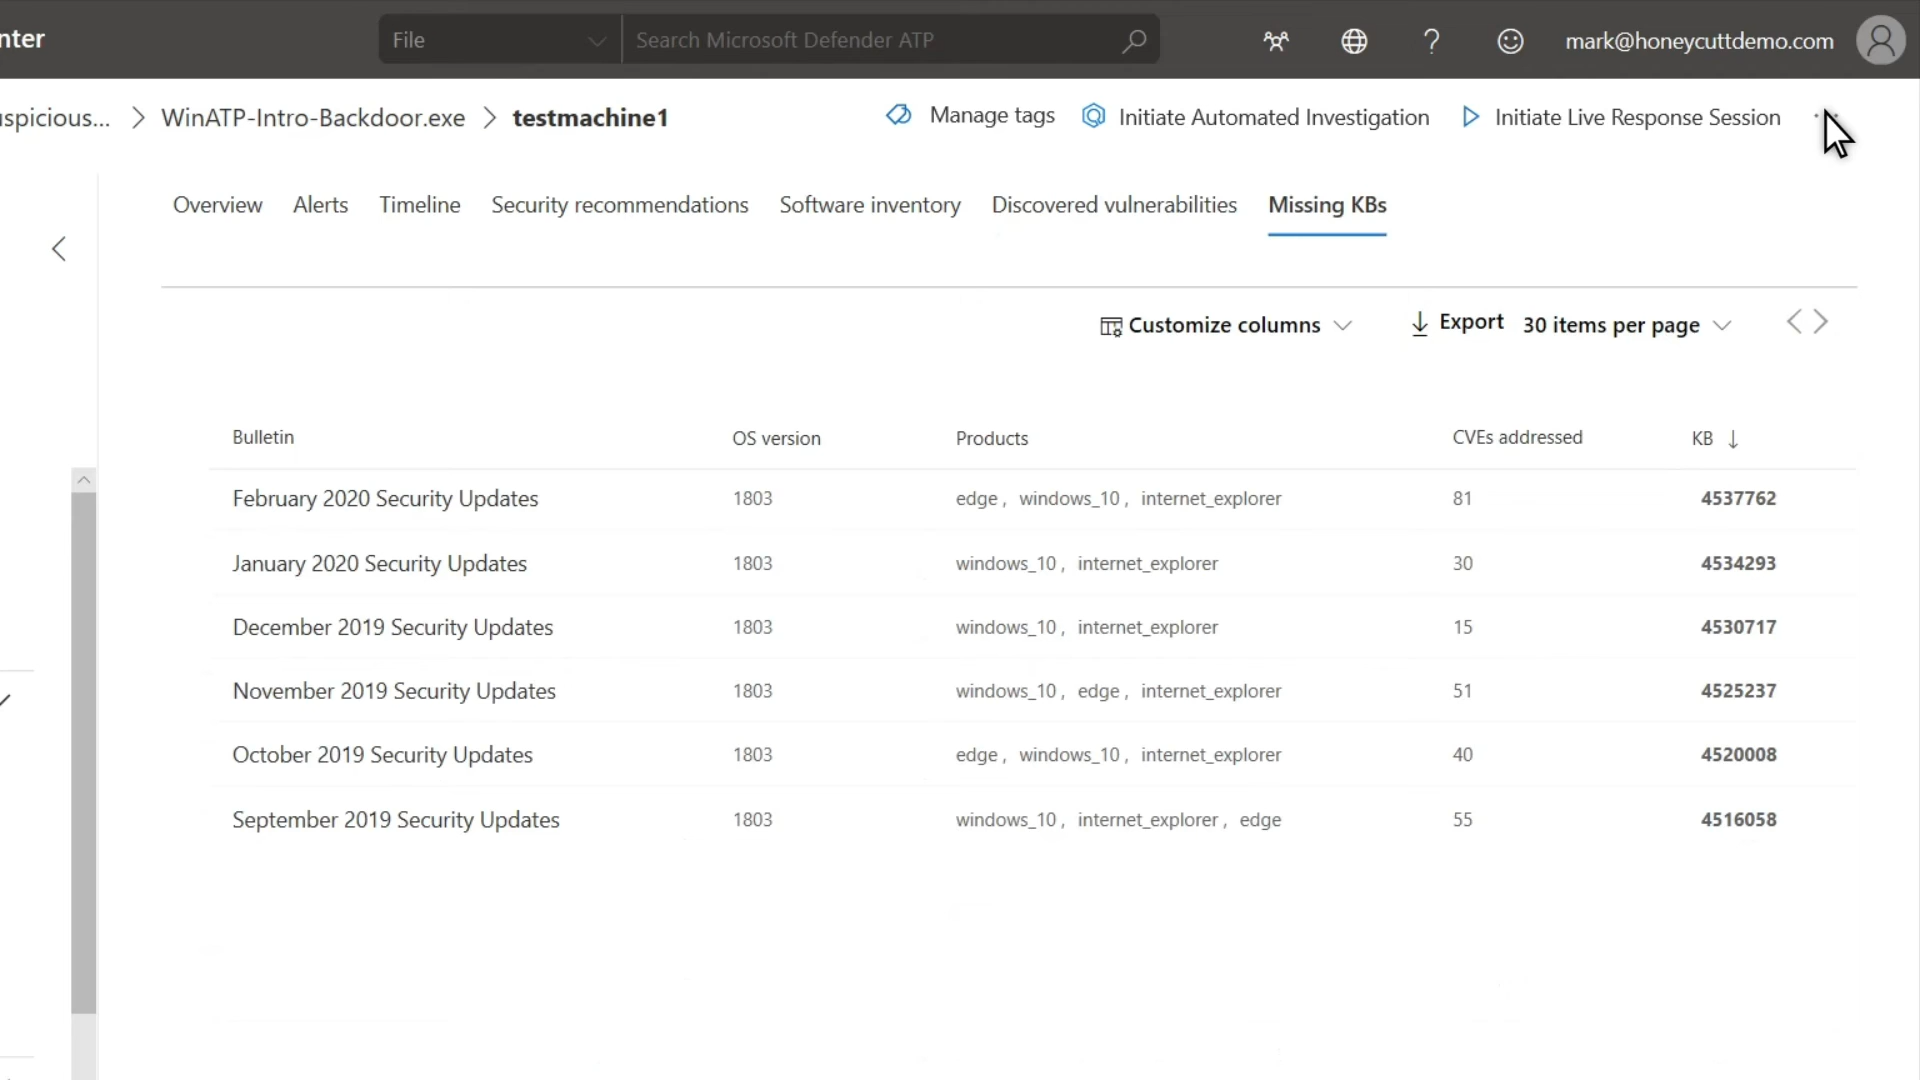 nter
File
Search Microsoft Defender ATP
?
mark@honeycuttdemo.com
uspicious... > WinATP-Intro-Backdoor.exe > testmachine1
Manage tags
Initiate Automated Investigation
Initiate Live Response Session
Overview Alerts Timeline Security recommendations Software inventory Discovered vulnerabilities Missing KBs
Customize columns
Export
30 items per page
Bulletin OS version Products CVEs addressed KB ↓
February 2020 Security Updates 1803 edge, windows_10, internet_explorer 81 4537762
January 2020 Security Updates 1803 windows_10, internet_explorer 30 4534293
December 2019 Security Updates 1803 windows_10, internet_explorer 15 4530717
November 2019 Security Updates 1803 windows_10, edge, internet_explorer 51 4525237
October 2019 Security Updates 1803 edge, windows_10, internet_explorer 40 4520008
September 2019 Security Updates 1803 windows_10, internet_explorer, edge 55 4516058